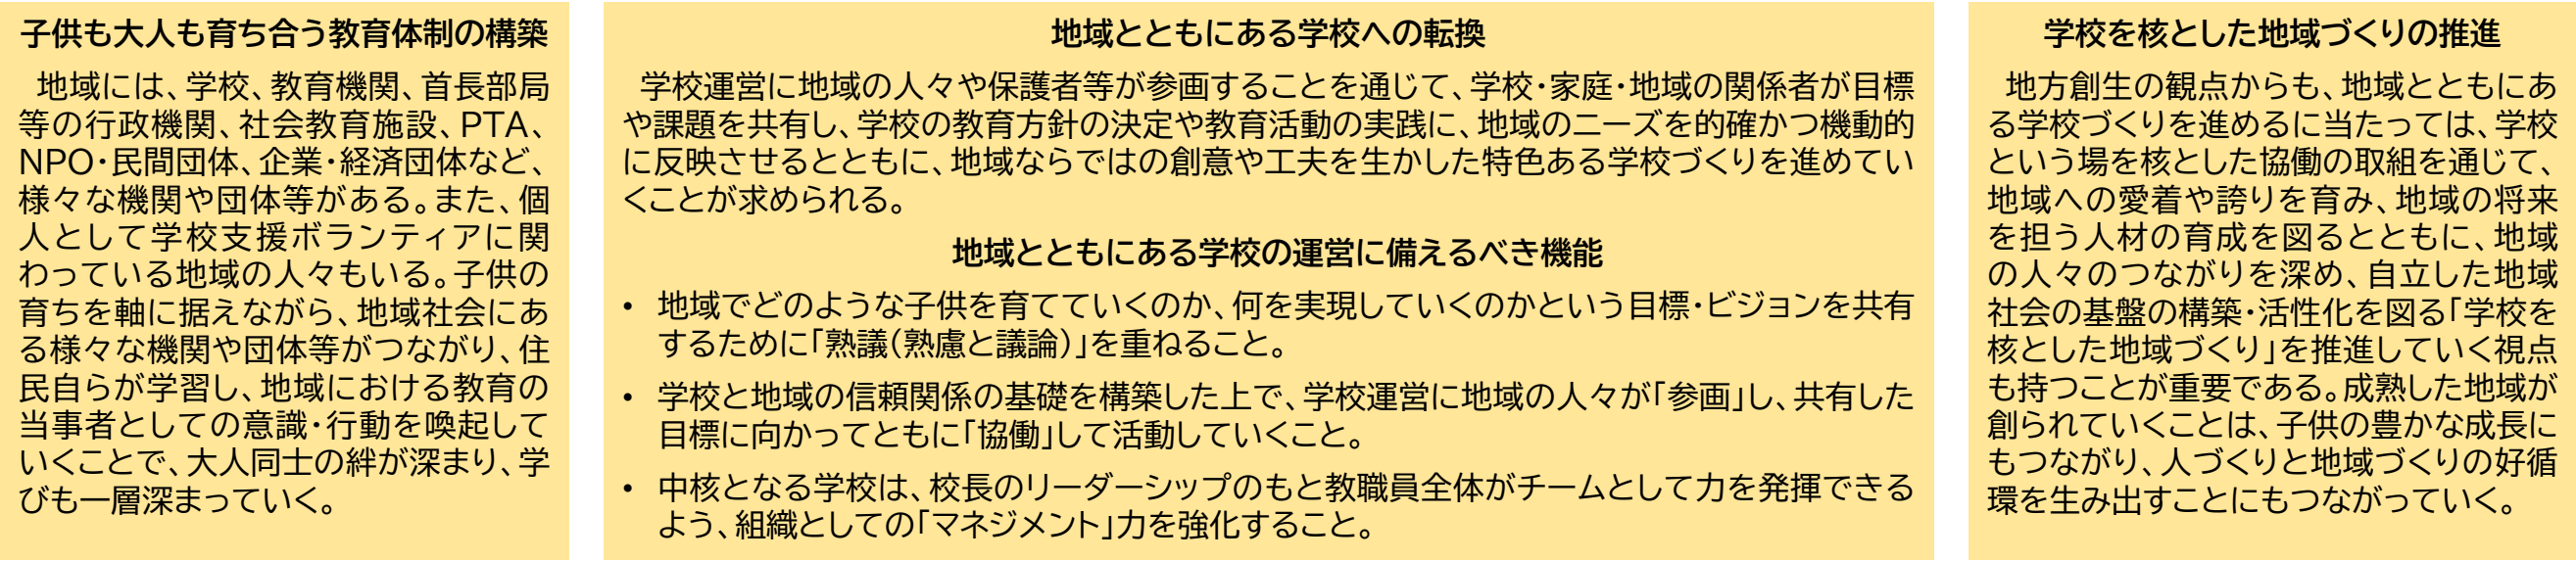 子供も大人も育ち合う教育体制の構築
地域には、学校、教育機関、首長部局
等の行政機関、社会教育施設、PTA、
NPO・民間団体、企業・経済団体など、
様々な機関や団体等がある。また、個
人として学校支援ボランティアに関
わっている地域の人々もいる。子供の
育ちを軸に据えながら、地域社会にあ
る様々な機関や団体等がつながり、住
民自らが学習し、地域における教育の
当事者としての意識・行動を喚起して
いくことで、大人同士の絆が深まり、学
びも一層深まっていく。
地域とともにある学校への転換
学校運営に地域の人々や保護者等が参画することを通じて、学校・家庭・地域の関係者が目標
や課題を共有し、学校の教育方針の決定や教育活動の実践に、地域のニーズを的確かつ機動的
に反映させるとともに、地域ならではの創意や工夫を生かした特色ある学校づくりを進めてい
くことが求められる。
地域とともにある学校の運営に備えるべき機能
• 地域でどのような子供を育てていくのか、何を実現していくのかという目標・ビジョンを共有
するために「熟議(熟慮と議論)」を重ねること。
• 学校と地域の信頼関係の基礎を構築した上で、学校運営に地域の人々が「参画」し、共有した
目標に向かってともに「協働」して活動していくこと。
• 中核となる学校は、校長のリーダーシップのもと教職員全体がチームとして力を発揮できる
よう、組織としての「マネジメント」力を強化すること。
学校を核とした地域づくりの推進
地方創生の観点からも、地域とともにあ
る学校づくりを進めるに当たっては、学校
という場を核とした協働の取組を通じて、
地域への愛着や誇りを育み、地域の将来
を担う人材の育成を図るとともに、地域
の人々のつながりを深め、自立した地域
社会の基盤の構築・活性化を図る「学校を
核とした地域づくり」を推進していく視点
も持つことが重要である。成熟した地域が
創られていくことは、子供の豊かな成長に
もつながり、人づくりと地域づくりの好循
環を生み出すことにもつながっていく。